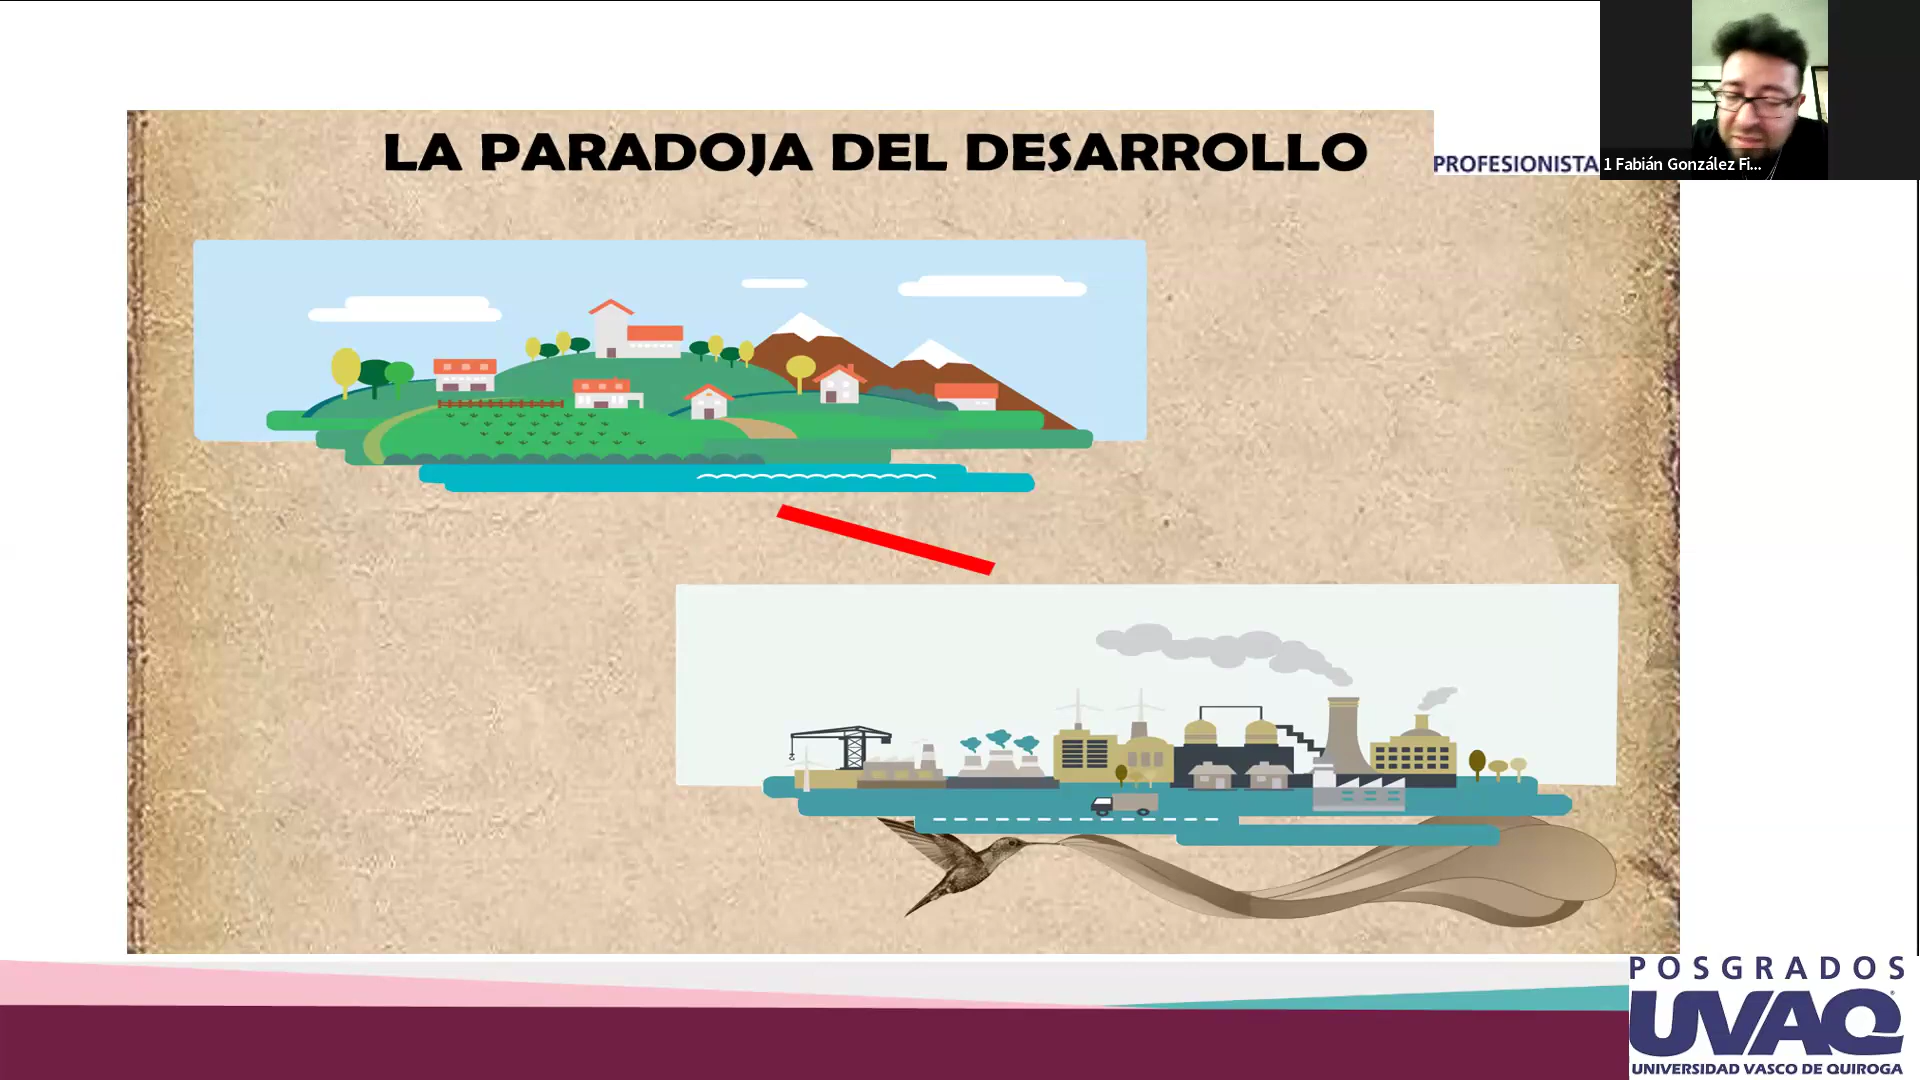 LA PARADOJA DEL DESARROLLO
PROFESIONISTA
1 Fabián González Fi...
POSGRADOS
UVAQ
UNIVERSIDAD VASCO DE QUIROGA